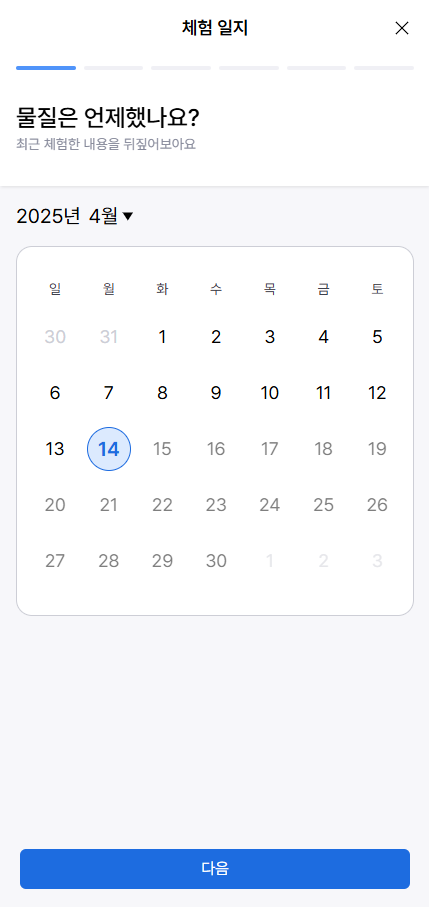 체험 일지
물질은 언제했나요?
최근 체험한 내용을 뒤짚어보아요
2025년 4월 ▼
일 월 화 수 목 금 토
30 31 1 2 3 4 5
6 7 8 9 10 11 12
13 14 15 16 17 18 19
20 21 22 23 24 25 26
27 28 29 30 1 2 3
다음